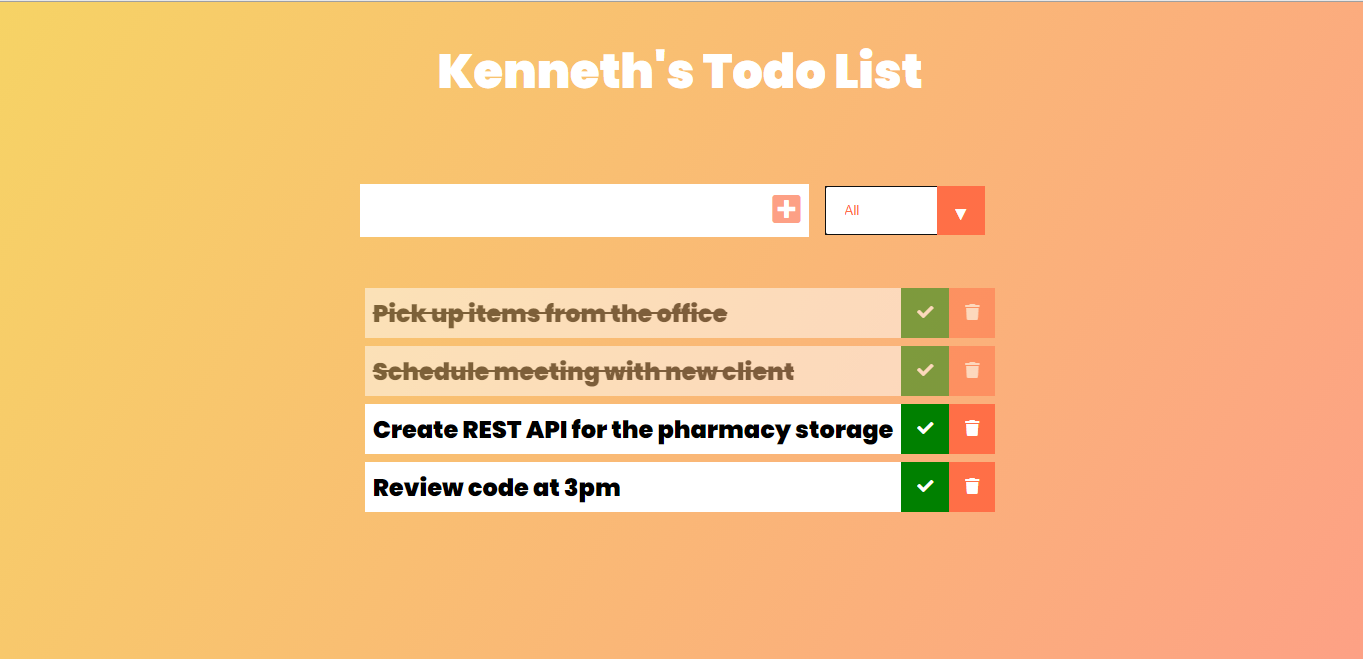 Kenneth's Todo List
All
Pick up items from the office
Schedule meeting with new client
Create REST API for the pharmacy storage
Review code at 3pm